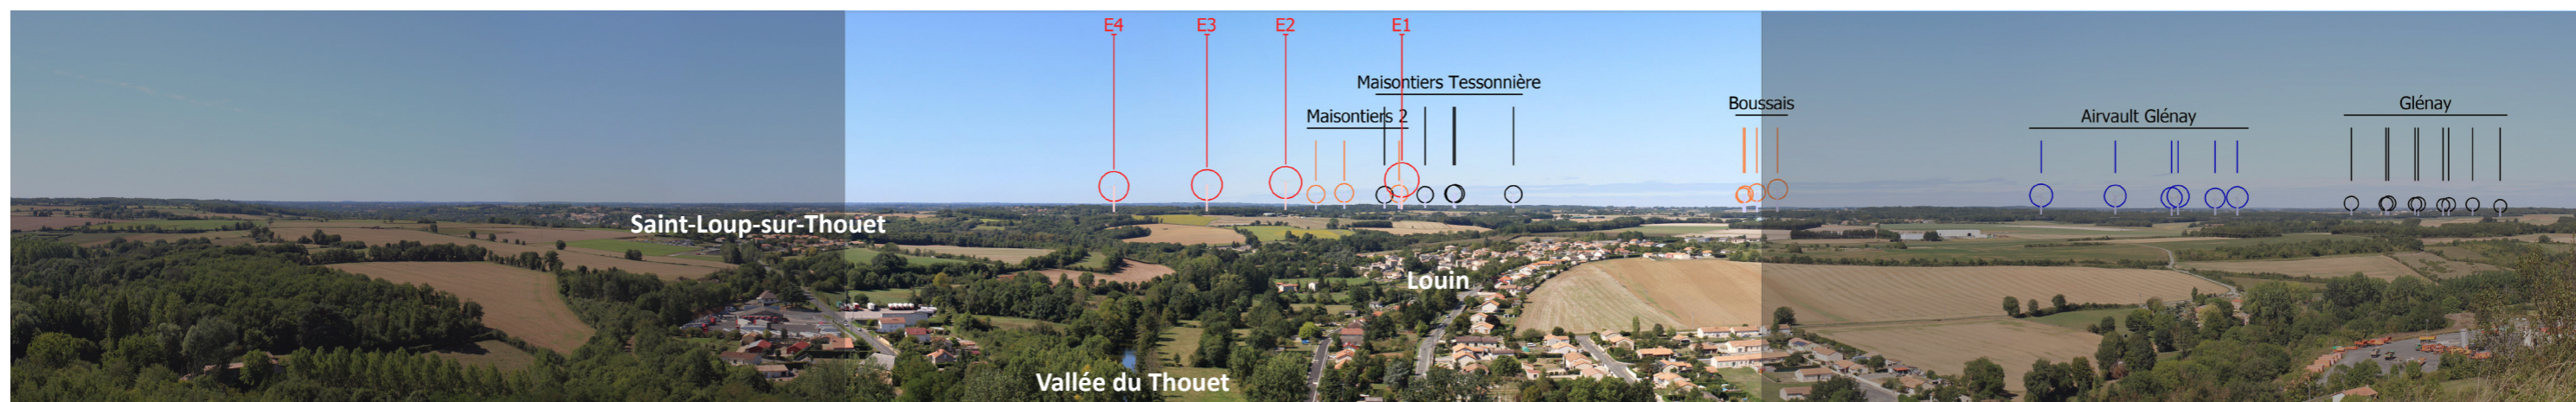 E4
E3
E2
E1
Maisontiers Tessonnière
Maisontiers 2
Boussais
Airvault Glénay
Glénay
Saint-Loup-sur-Thouet
Louin
Vallée du Thouet